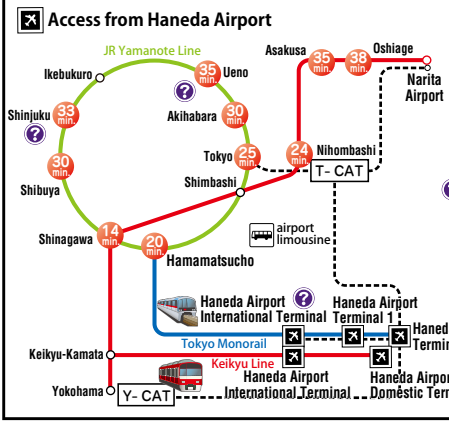 Access from Haneda Airport
JR Yamanote Line
Asakusa
35 min.
38 min.
Oshiage
Ikebukuro
35 min.
Ueno
Narita
Airport
?
Shinjuku
33 min.
?
Akihabara
30 min.
Tokyo
25 min.
24 min.
Nihombashi
30 min.
T- CAT
Shibuya
Shimbashi
Shinagawa
14 min.
20 min.
airport
limousine
Hamamatsucho
Haneda Airport
International Terminal
?
Haneda Airport
Terminal 1
Tokyo Monorail
Keikyu-Kamata
Keikyu Line
Haneda Airport
International Terminal
Yokohama
Y- CAT